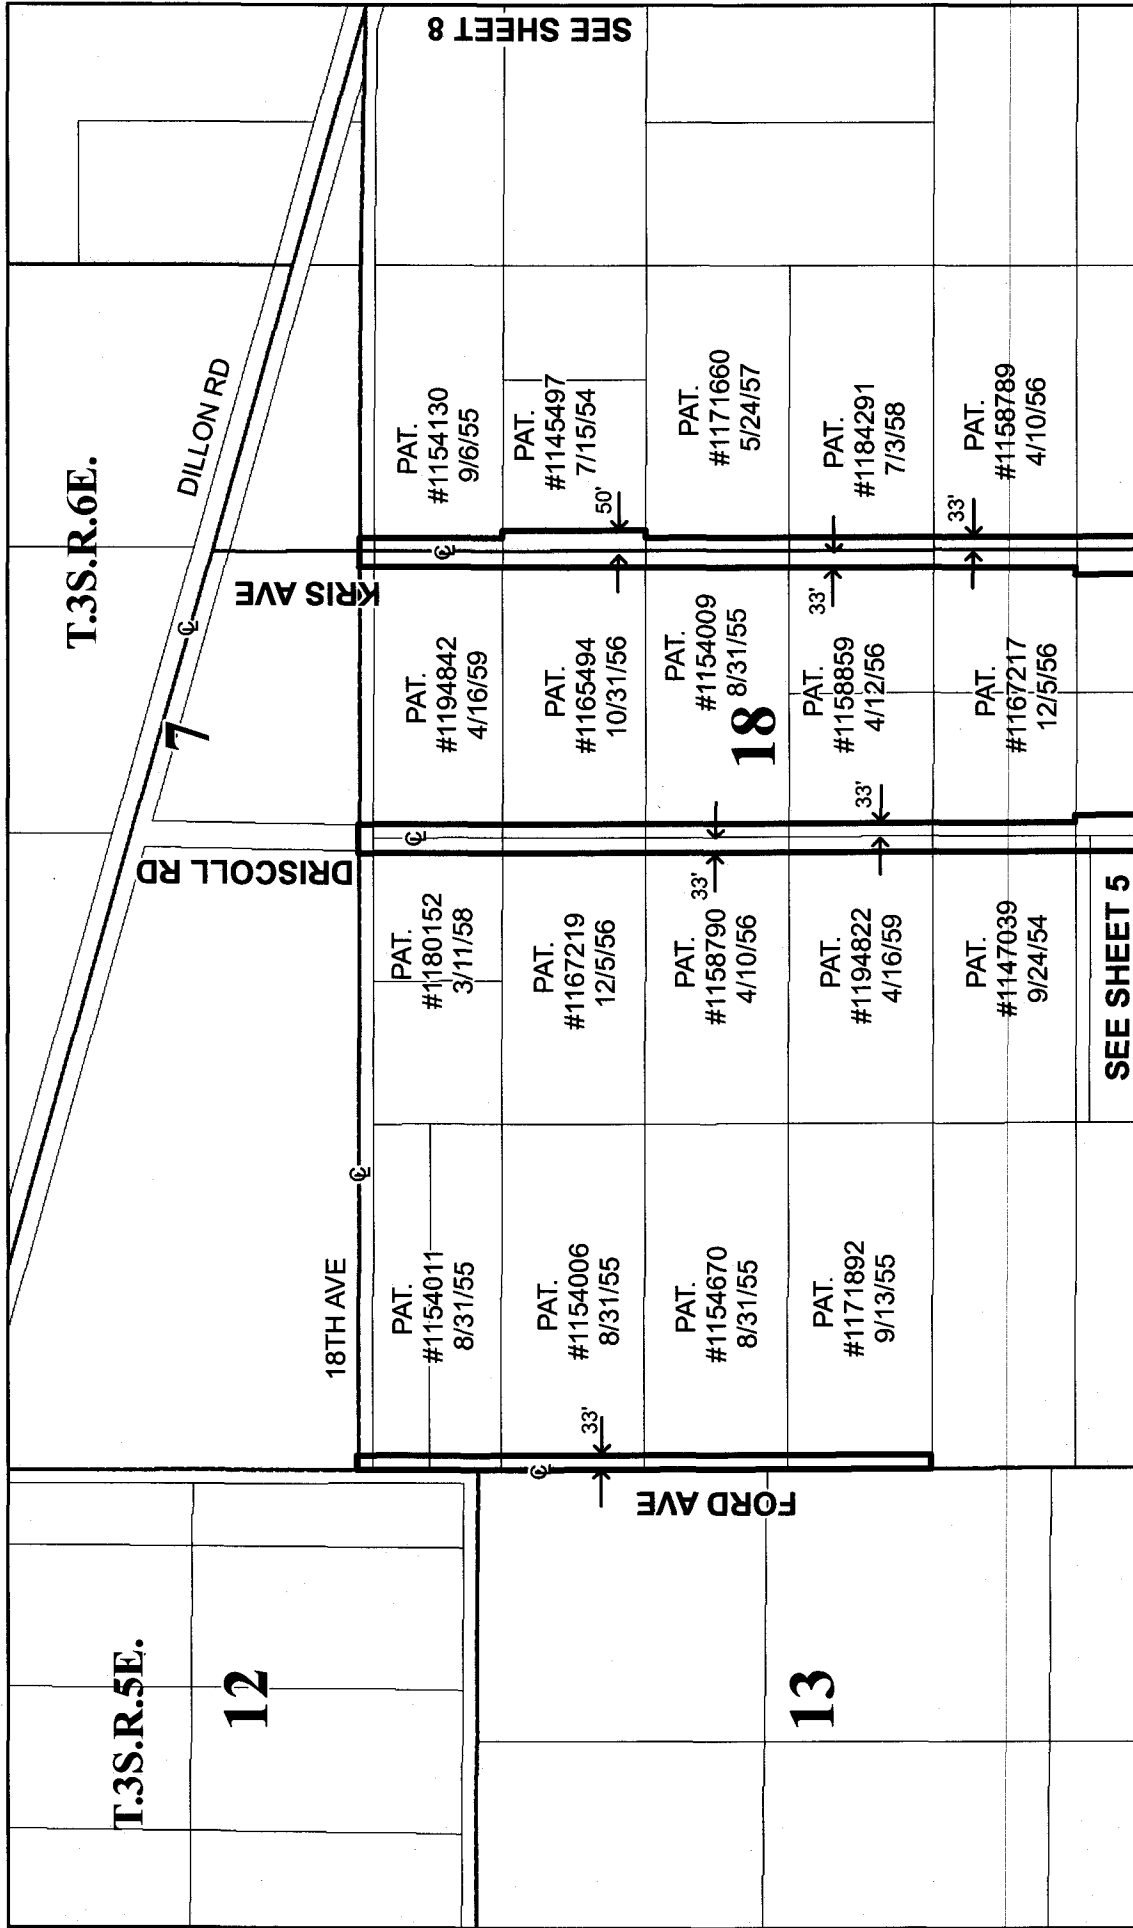 T.3S.R.5E.
12
13
T.3S.R.6E.
7
18
DILLON RD
18TH AVE
FORD AVE
DRISCOLL RD
KRIS AVE
SEE SHEET 8
SEE SHEET 5
℄
℄
℄
℄
℄
PAT.
#1154011
8/31/55
PAT.
#1154006
8/31/55
PAT.
#1154670
8/31/55
PAT.
#1171892
9/13/55
33'
PAT.
#1180152
3/11/58
PAT.
#1167219
12/5/56
PAT.
#1158790
4/10/56
PAT.
#1194822
4/16/59
PAT.
#1147039
9/24/54
33'
33'
PAT.
#1194842
4/16/59
PAT.
#1165494
10/31/56
PAT.
#1154009
8/31/55
PAT.
#1158859
4/12/56
PAT.
#1167217
12/5/56
50'
33'
33'
PAT.
#1154130
9/6/55
PAT.
#1145497
7/15/54
PAT.
#1171660
5/24/57
PAT.
#1184291
7/3/58
PAT.
#1158789
4/10/56